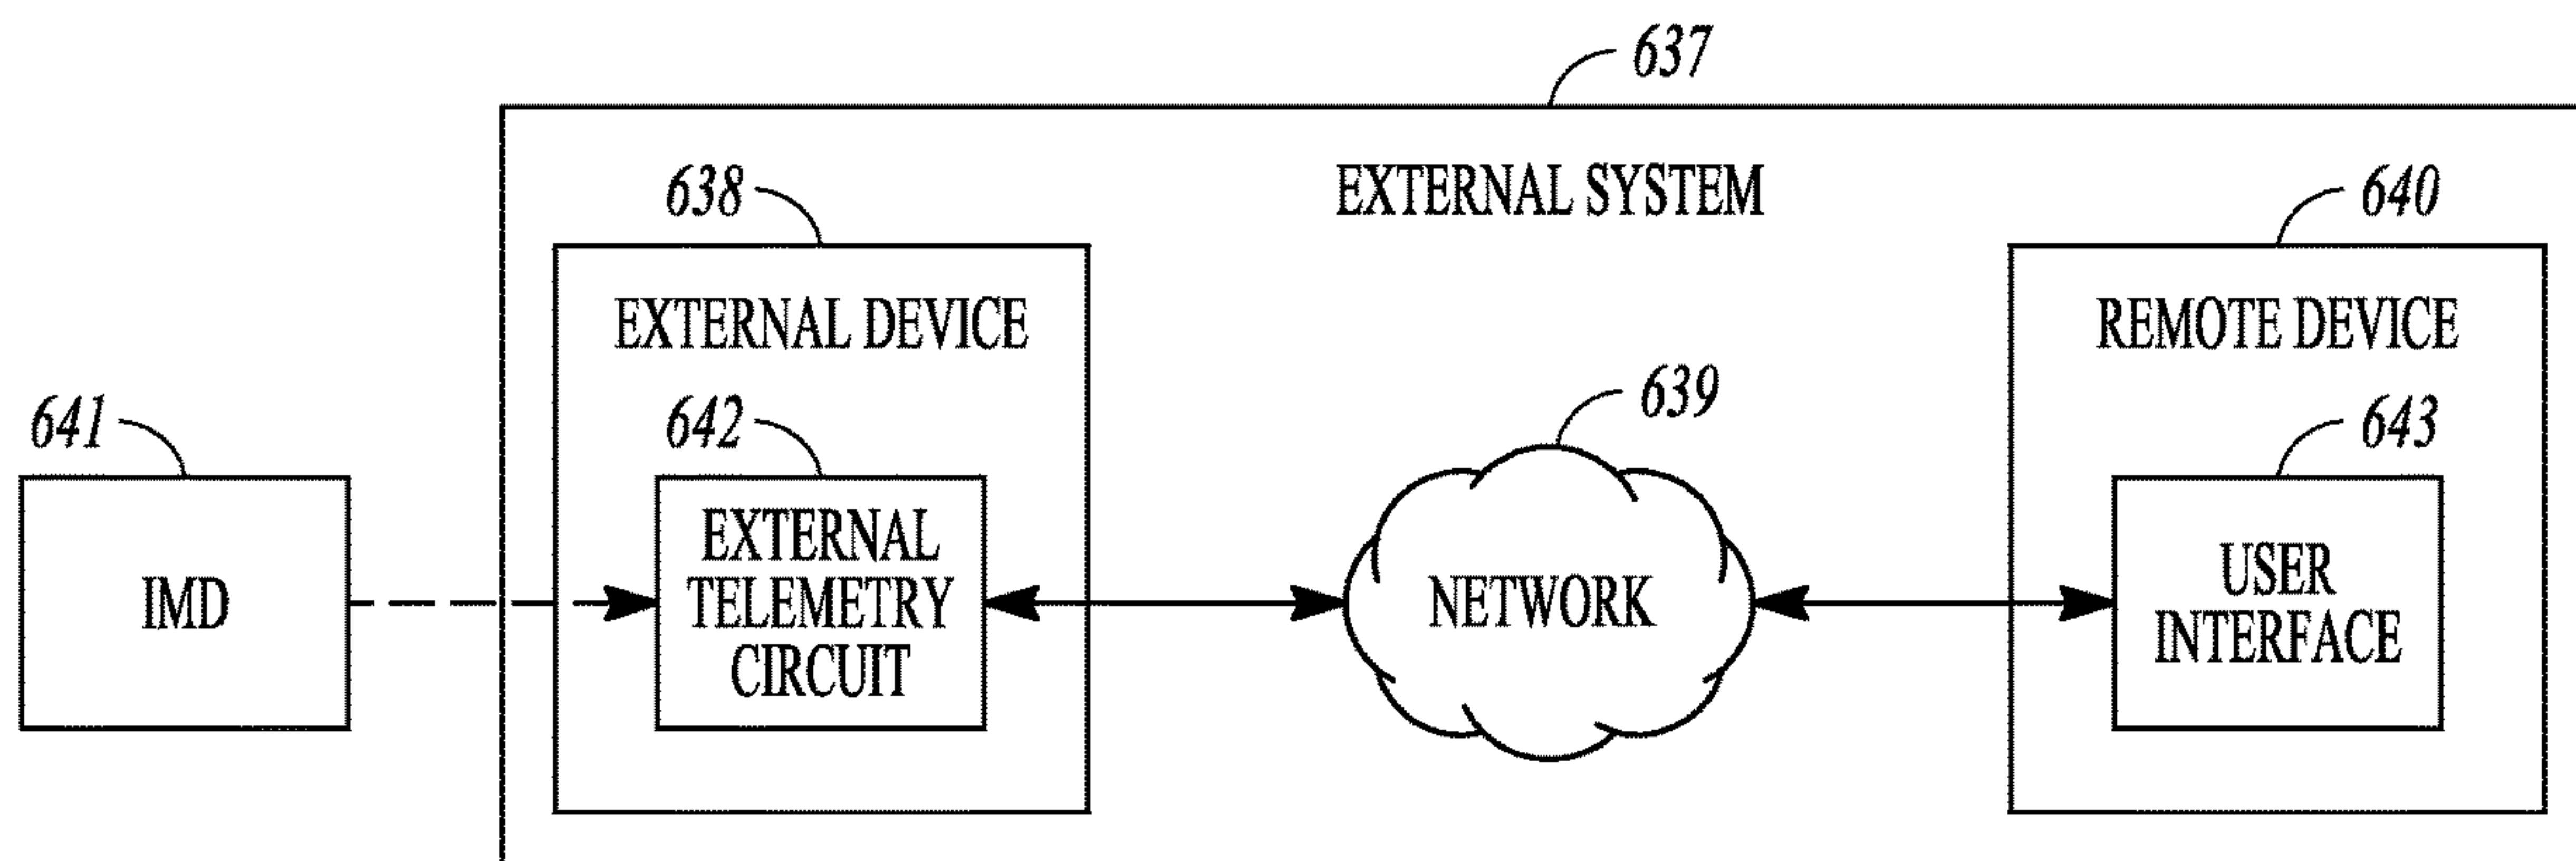 637
EXTERNAL SYSTEM
638
640
EXTERNAL DEVICE
REMOTE DEVICE
639
641
642
643
IMD
EXTERNAL
TELEMETRY
CIRCUIT
NETWORK
USER
INTERFACE